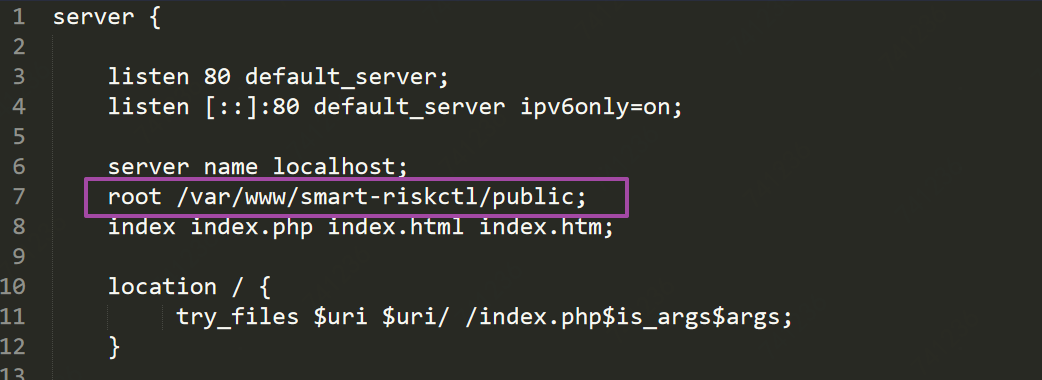 1 server {
2
3 listen 80 default_server;
4 listen [::]:80 default_server ipv6only=on;
5
6 server name localhost;
7 root /var/www/smart-riskctl/public;
8 index index.php index.html index.htm;
9
10 location / {
11 try_files $uri $uri/ /index.php$is_args$args;
12 }
13